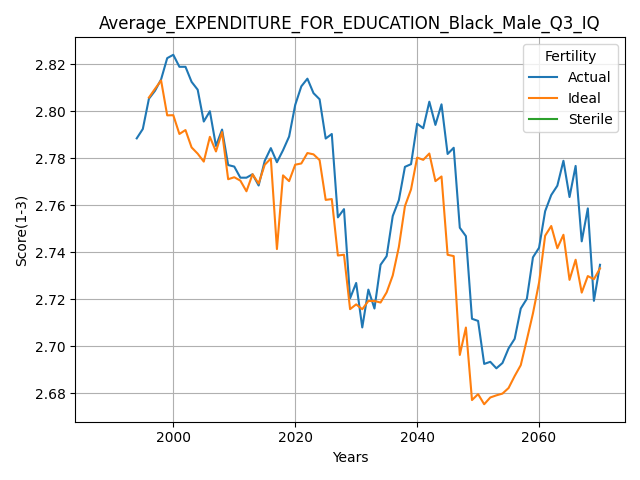 Average_EXPENDITURE_FOR_EDUCATION_Black_Male_Q3_IQ
Fertility
Actual
Ideal
Sterile
Score(1-3)
2.82
2.80
2.78
2.76
2.74
2.72
2.70
2.68
2000
2020
2040
2060
Years